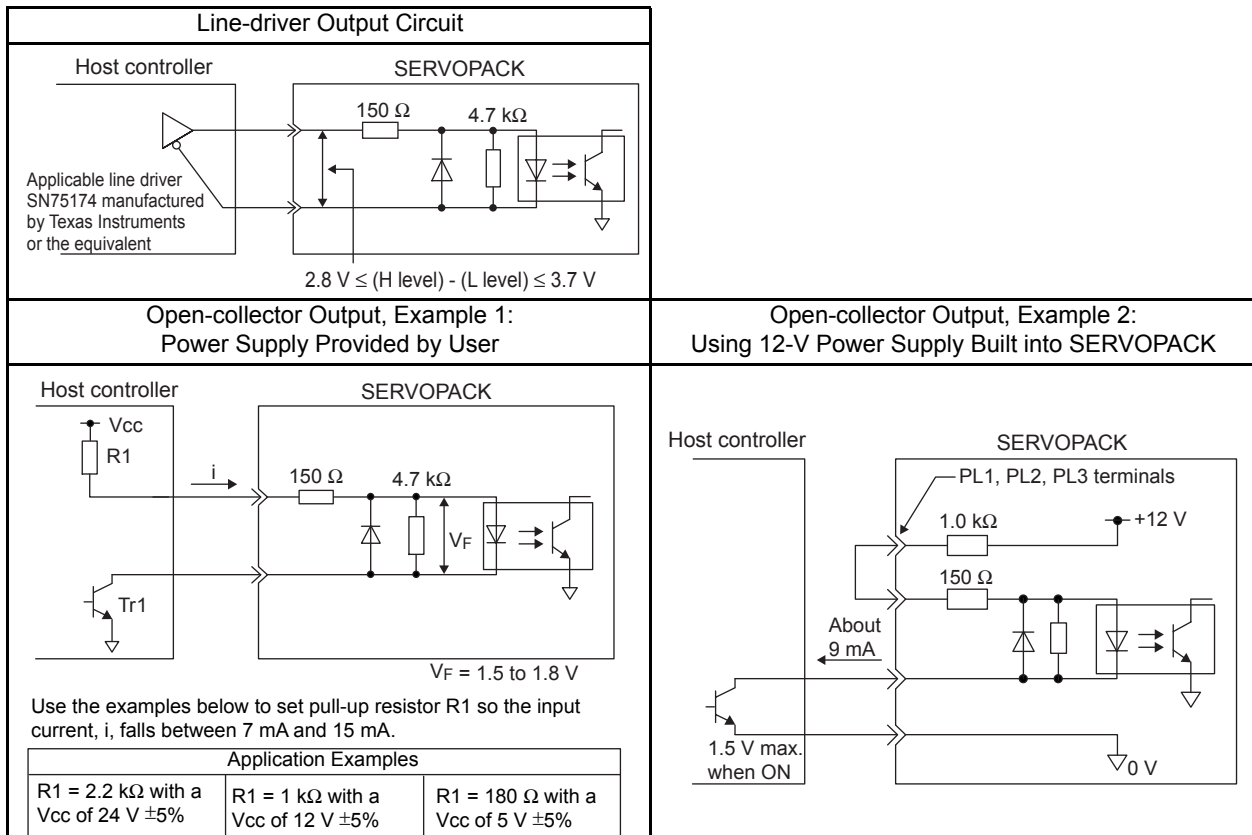 Line-driver Output Circuit
Host controller
SERVOPACK
150 Ω
4.7 kΩ
Applicable line driver
SN75174 manufactured
by Texas Instruments
or the equivalent
2.8 V ≤ (H level) - (L level) ≤ 3.7 V
Open-collector Output, Example 1:
Power Supply Provided by User
Host controller
SERVOPACK
Vcc
R1
i
150 Ω
4.7 kΩ
VF
Tr1
VF = 1.5 to 1.8 V
Use the examples below to set pull-up resistor R1 so the input
current, i, falls between 7 mA and 15 mA.
Application Examples
R1 = 2.2 kΩ with a
Vcc of 24 V ±5%
R1 = 1 kΩ with a
Vcc of 12 V ±5%
R1 = 180 Ω with a
Vcc of 5 V ±5%
Open-collector Output, Example 2:
Using 12-V Power Supply Built into SERVOPACK
Host controller
SERVOPACK
PL1, PL2, PL3 terminals
1.0 kΩ
+12 V
150 Ω
About
9 mA
1.5 V max.
when ON
0 V